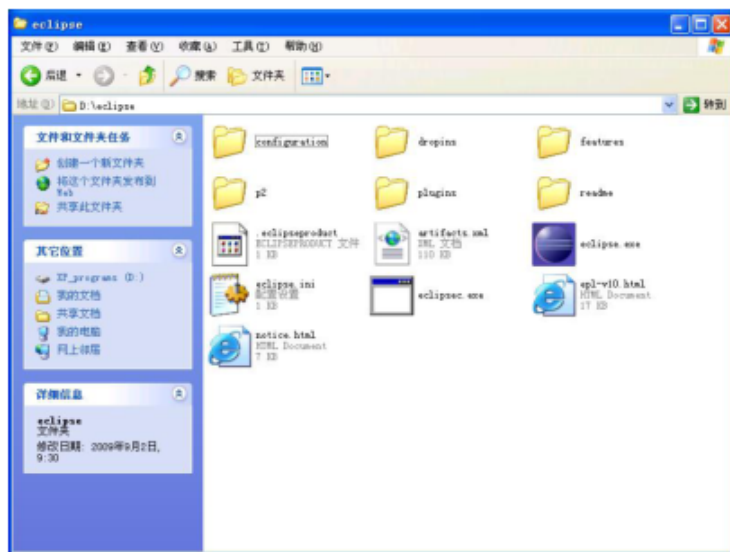 eclipse
文件(F) 编辑(E) 查看(V) 收藏(A) 工具(T) 帮助(H)
后退 搜索 文件夹
地址(D) D:\eclipse 转到
文件和文件夹任务
创建一个新文件夹
将这个文件夹发布到
Web
共享此文件夹
其它位置
XP_programs (D:)
我的文档
共享文档
我的电脑
网上邻居
详细信息
eclipse
文件夹
修改日期: 2009年9月2日,
9:30
configuration
dropins
features
p2
plugins
readme
.eclipseproduct
ECLIPSEPRODUCT 文件
1 KB
artifacts.xml
XML 文档
110 KB
eclipse.exe
eclipse.ini
配置设置
1 KB
eclipsec.exe
epl-v10.html
HTML Document
17 KB
notice.html
HTML Document
7 KB